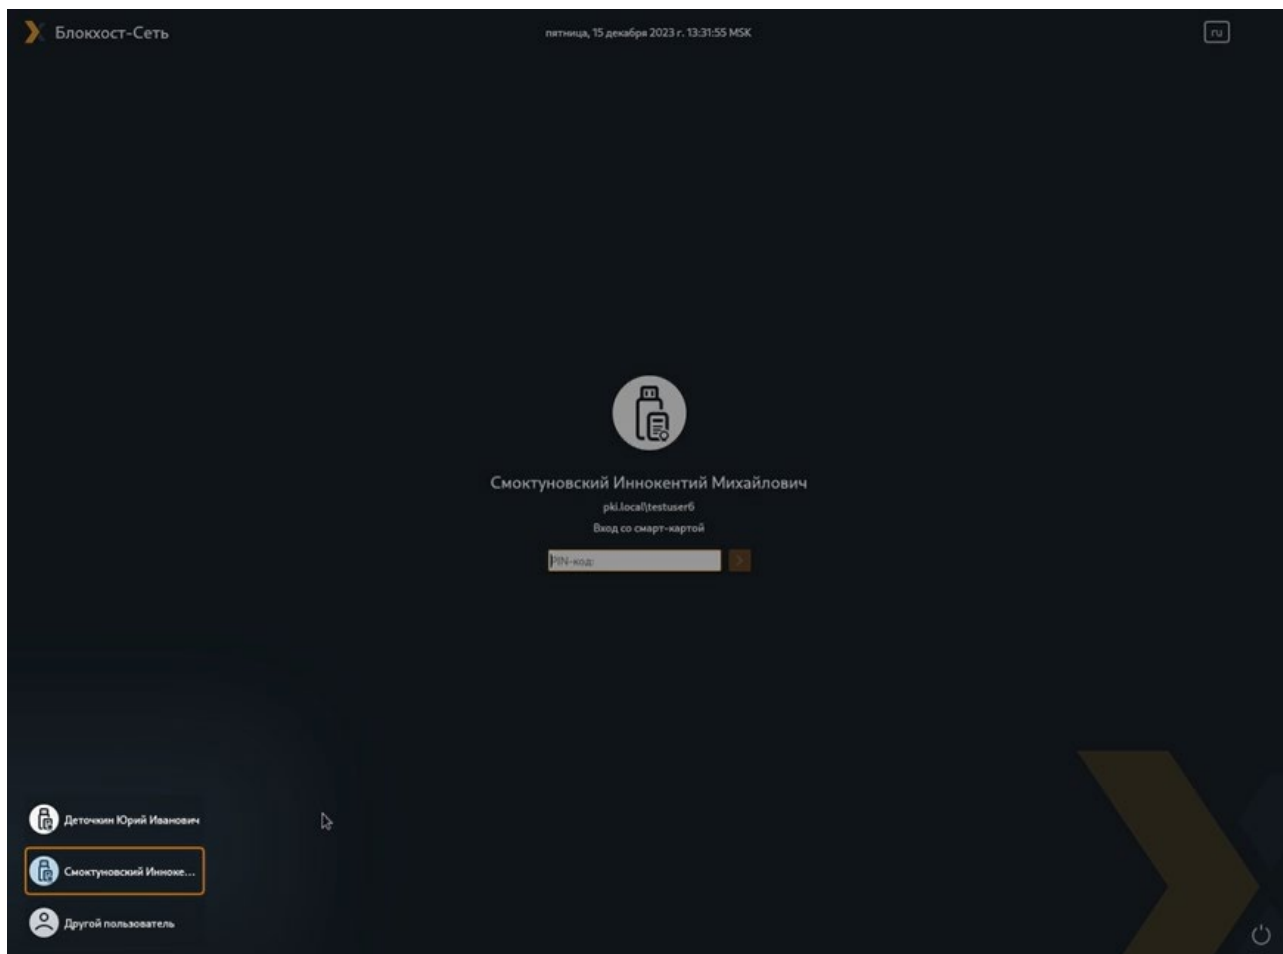 Блокхост-Сеть
пятница, 15 декабря 2023 г. 13:31:55 MSK
ru
Смоктуновский Иннокентий Михайлович
pki.local\testuser6
Вход со смарт-картой
PIN-код:
Деточкин Юрий Иванович
Смоктуновский Инноке...
Другой пользователь